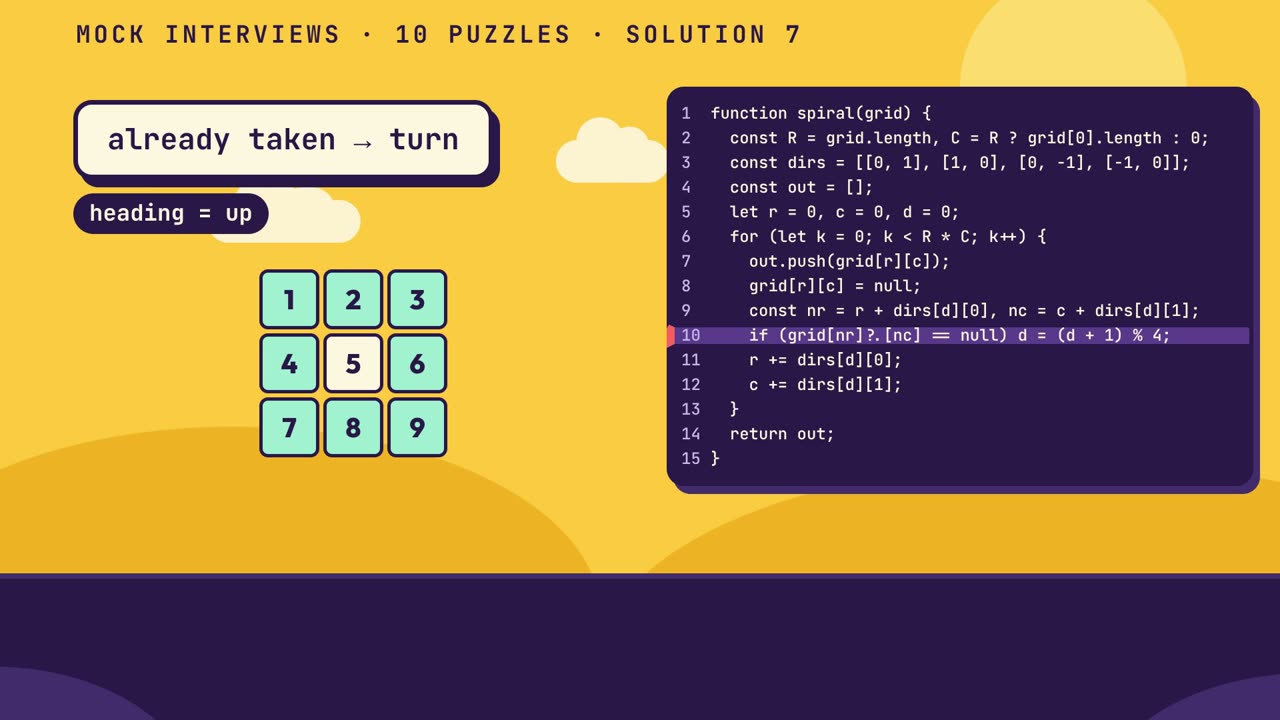 MOCK INTERVIEWS · 10 PUZZLES · SOLUTION 7
already taken → turn
heading = up
1 2 3
4 5 6
7 8 9
1 function spiral(grid) {
2   const R = grid.length, C = R ? grid[0].length : 0;
3   const dirs = [[0, 1], [1, 0], [0, -1], [-1, 0]];
4   const out = [];
5   let r = 0, c = 0, d = 0;
6   for (let k = 0; k < R * C; k++) {
7     out.push(grid[r][c]);
8     grid[r][c] = null;
9     const nr = r + dirs[d][0], nc = c + dirs[d][1];
10     if (grid[nr]?.[nc] == null) d = (d + 1) % 4;
11     r += dirs[d][0];
12     c += dirs[d][1];
13   }
14   return out;
15 }